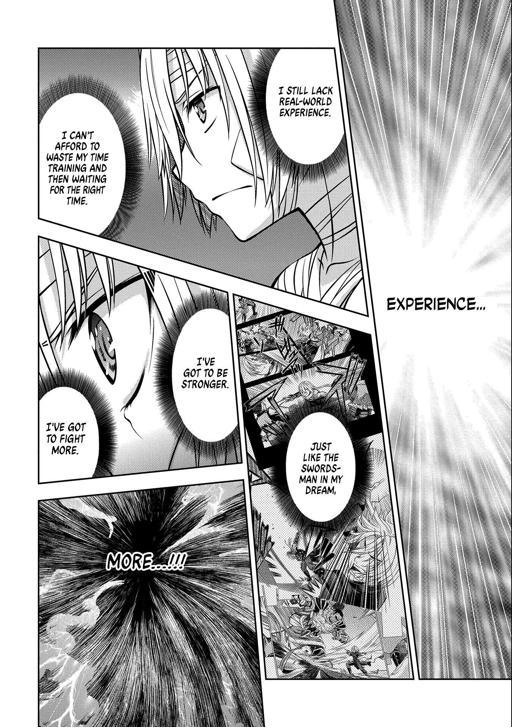 EXPERIENCE...
I STILL LACK
REAL-WORLD
EXPERIENCE.
I CAN'T
AFFORD TO
WASTE MY TIME
TRAINING AND
THEN WAITING
FOR THE RIGHT
TIME.
JUST
LIKE THE
SWORDS-
MAN IN MY
DREAM,
I'VE
GOT TO BE
STRONGER.
I'VE
GOT TO
FIGHT
MORE.
MORE...!!!